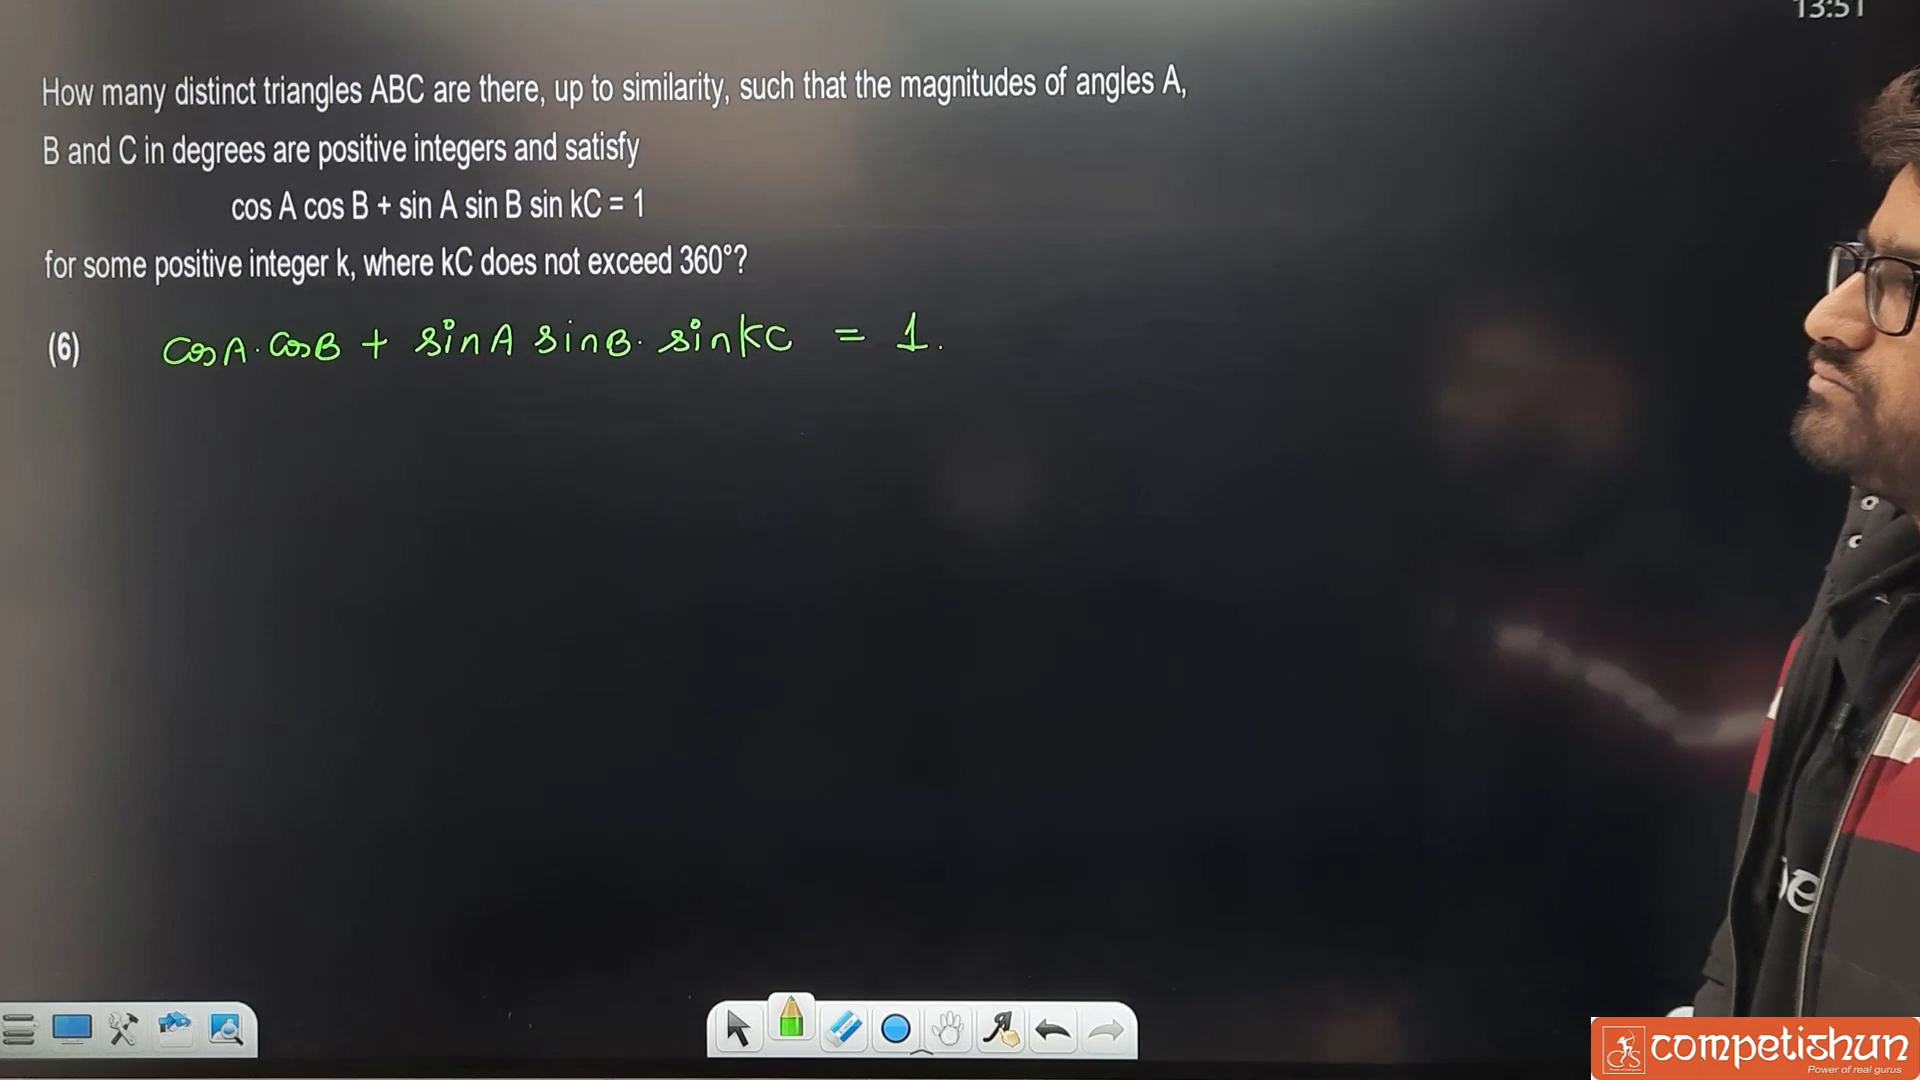 13:51
How many distinct triangles ABC are there, up to similarity, such that the magnitudes of angles A,
B and C in degrees are positive integers and satisfy
cos A cos B + sin A sin B sin kC = 1
for some positive integer k, where kC does not exceed 360°?
(6) cosA·cosB + sinA sinB· sinkC = 1.
competishun
Power of real gurus